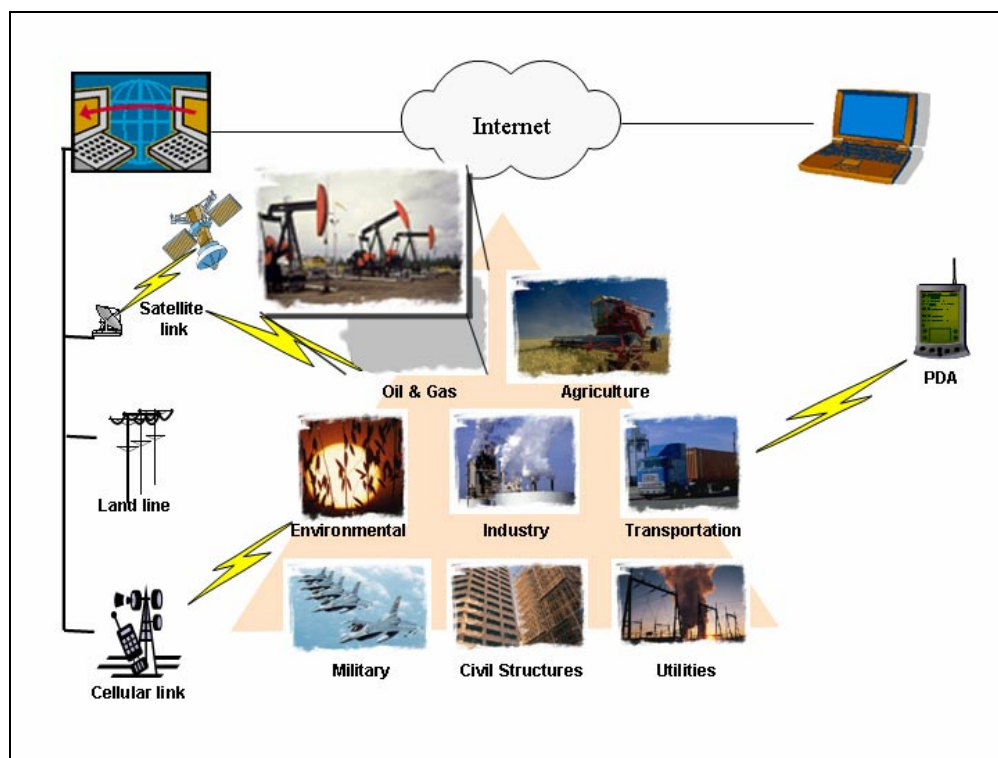 Internet
Satellite
link
PDA
Oil & Gas
Agriculture
Land line
Environmental
Industry
Transportation
Military
Civil Structures
Utilities
Cellular link